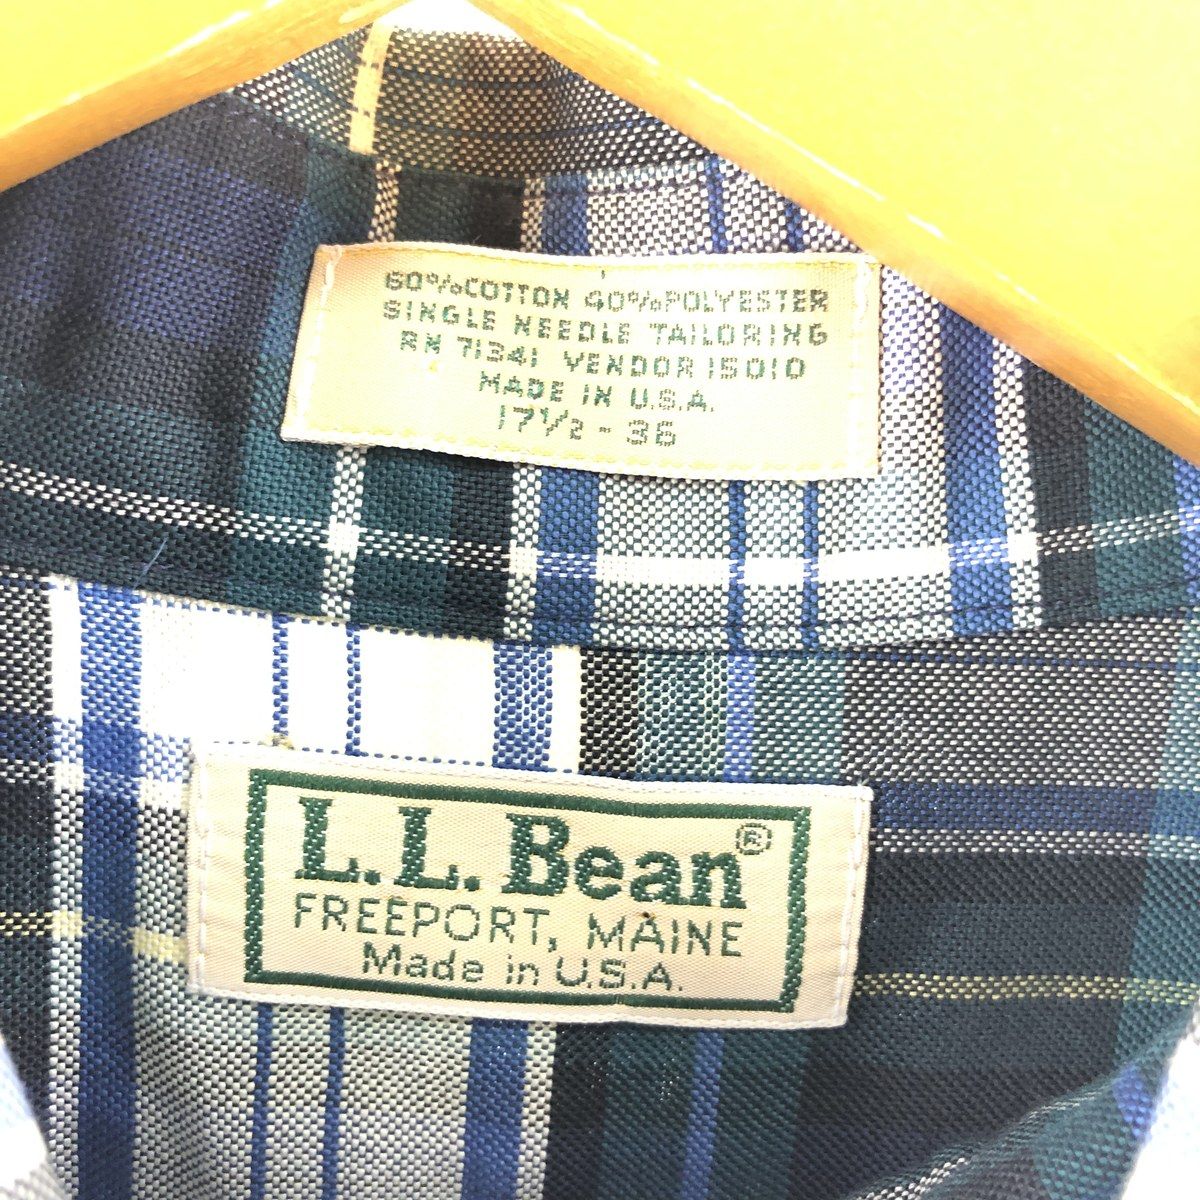 60% COTTON 40% POLYESTER
SINGLE NEEDLE TAILORING
RN 71341 VENDOR 15010
MADE IN U.S.A.
17½ - 36
L.L.Bean®
FREEPORT, MAINE
Made in U.S.A.